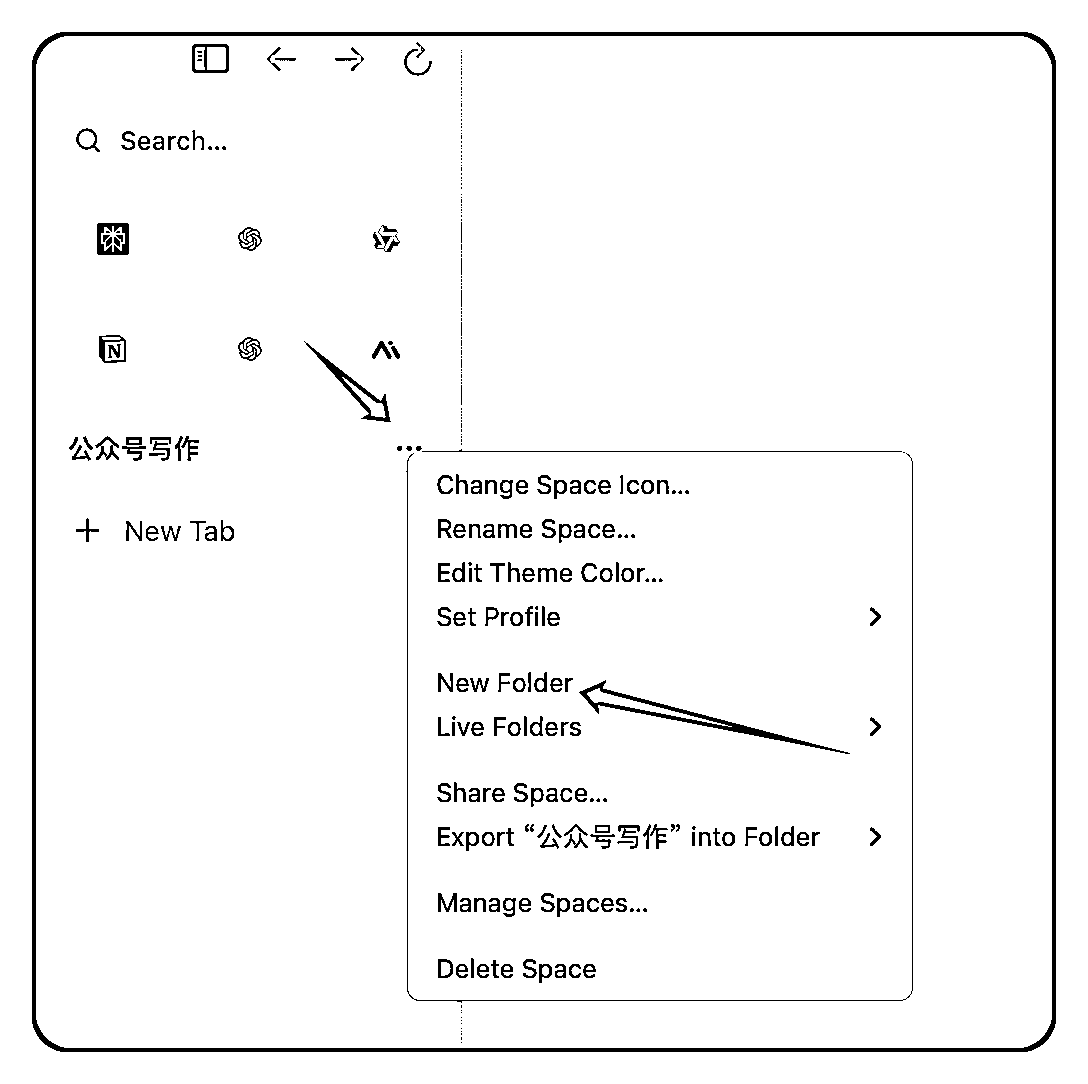 Search...
公众号写作
New Tab
Change Space Icon...
Rename Space...
Edit Theme Color...
Set Profile
New Folder
Live Folders
Share Space...
Export “公众号写作” into Folder
Manage Spaces...
Delete Space